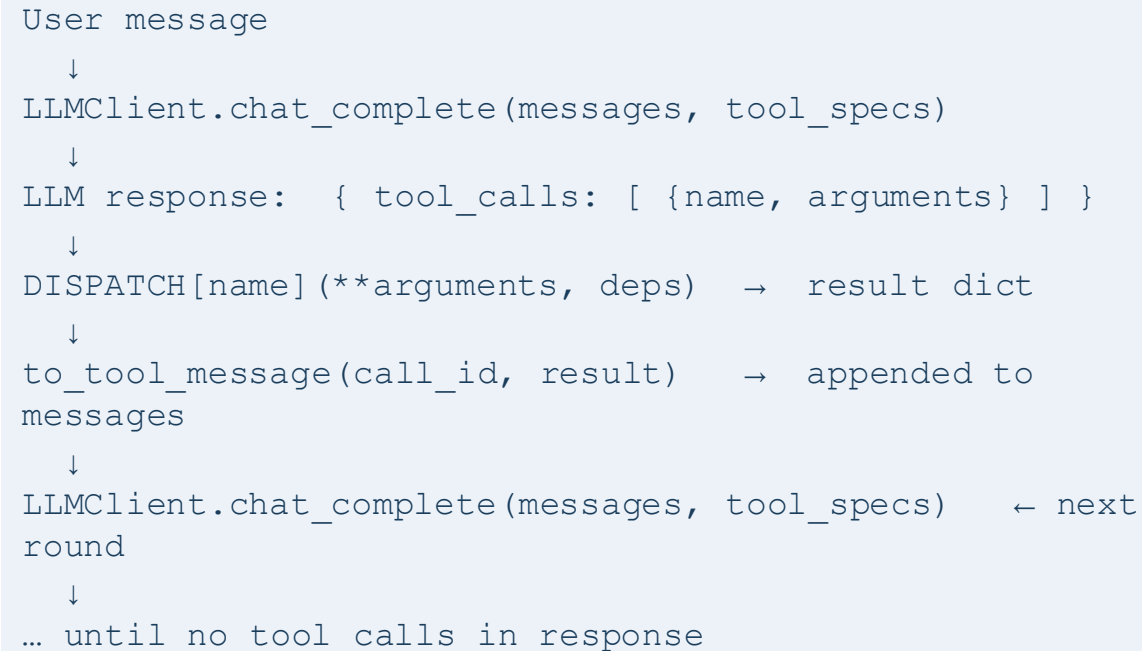 User message
↓
LLMClient.chat_complete(messages, tool_specs)
↓
LLM response:  { tool_calls: [ {name, arguments} ] }
↓
DISPATCH[name](**arguments, deps)  →  result dict
↓
to_tool_message(call_id, result)  →  appended to
messages
↓
LLMClient.chat_complete(messages, tool_specs)  ← next
round
↓
… until no tool calls in response